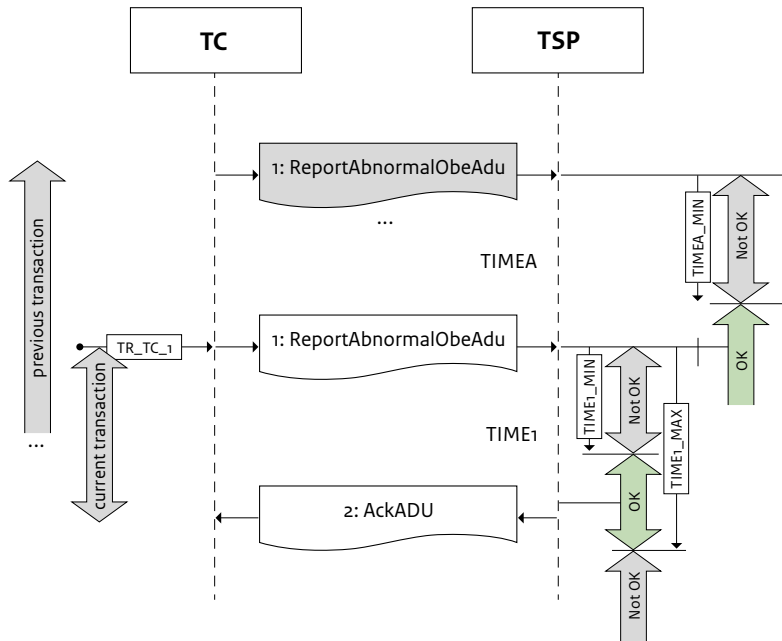 TC
TSP
1: ReportAbnormalObeAdu
...
TIMEA_MIN
Not OK
TIMEA
previous transaction
...
TR_TC_1
1: ReportAbnormalObeAdu
OK
current transaction
TIME1_MIN
Not OK
TIME1_MAX
TIME1
2: AckADU
OK
Not OK